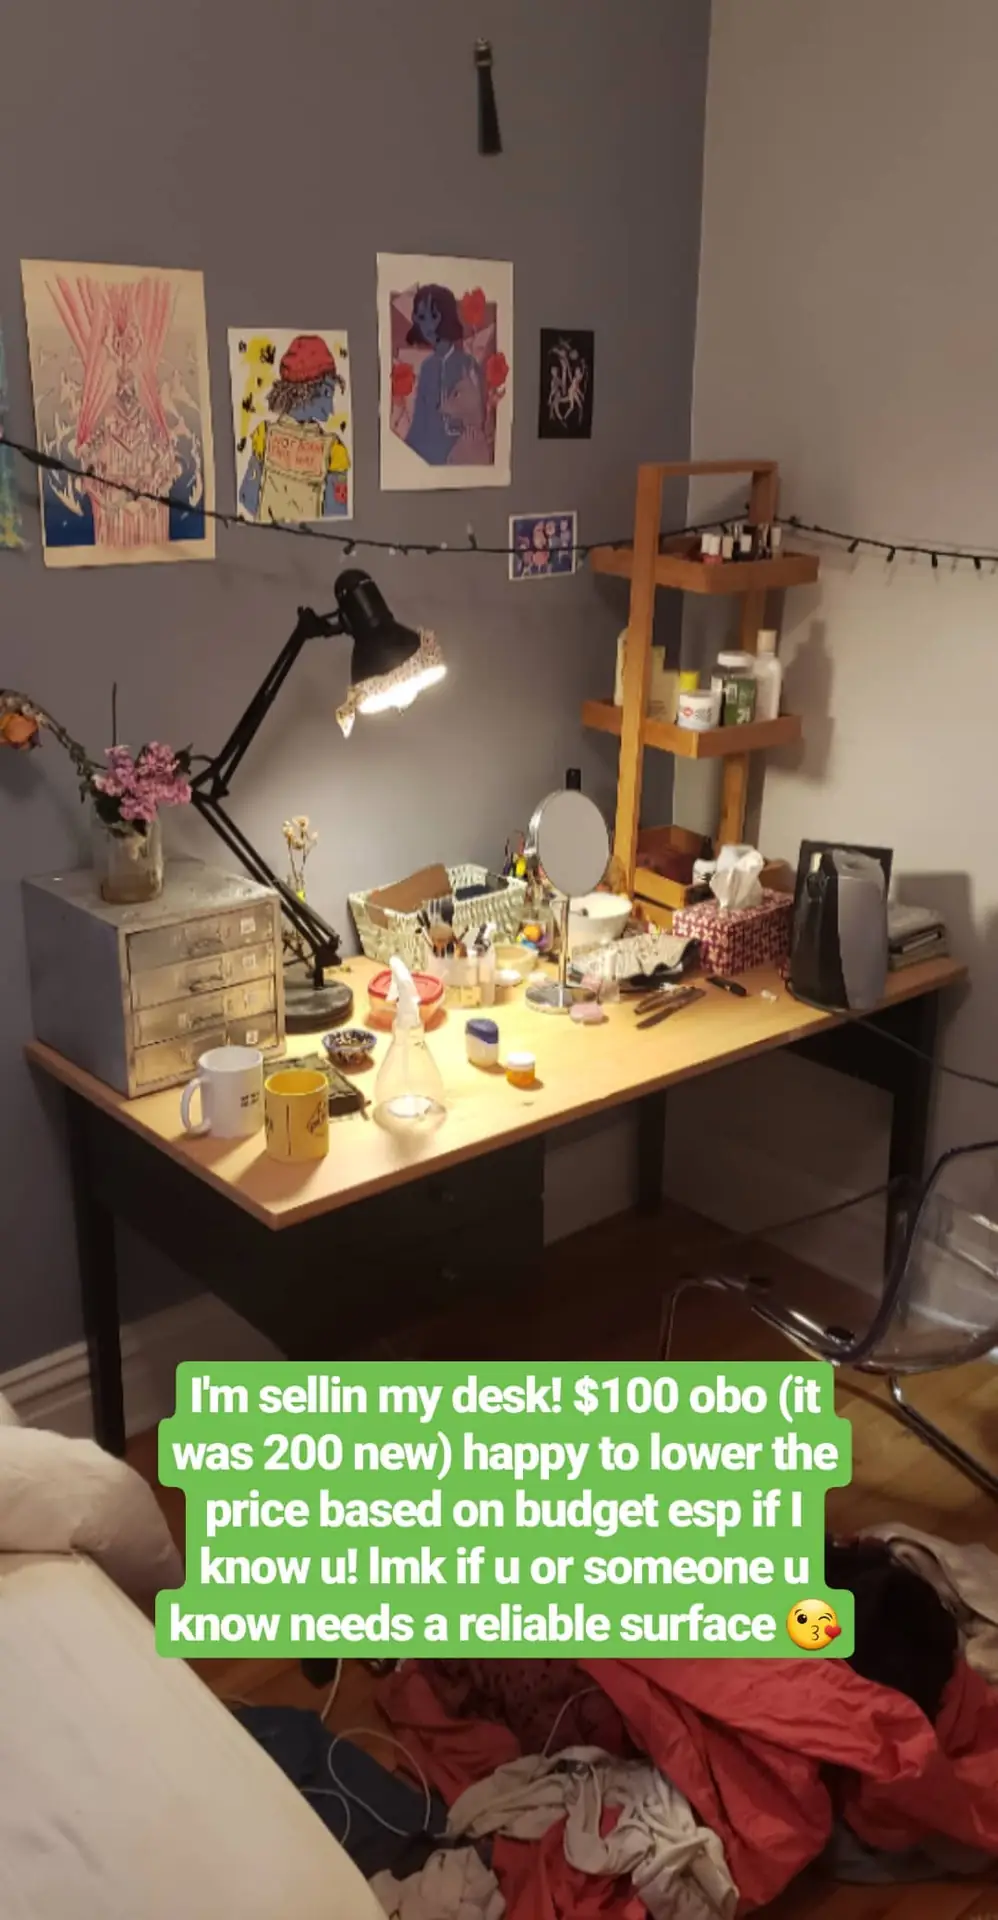 I'm sellin my desk! $100 obo (it
was 200 new) happy to lower the
price based on budget esp if I
know u! lmk if u or someone u
know needs a reliable surface 😘